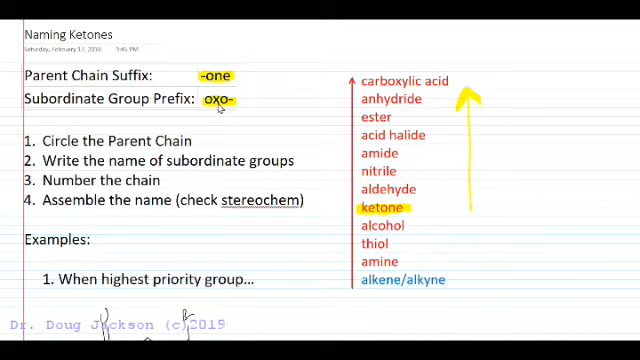 Naming Ketones
Saturday, February 17, 2018 9:45 PM
Parent Chain Suffix: -one
Subordinate Group Prefix: oxo-
1. Circle the Parent Chain
2. Write the name of subordinate groups
3. Number the chain
4. Assemble the name (check stereochem)
Examples:
1. When highest priority group...
carboxylic acid
anhydride
ester
acid halide
amide
nitrile
aldehyde
ketone
alcohol
thiol
amine
alkene/alkyne
Dr. Doug Jackson (c)2019